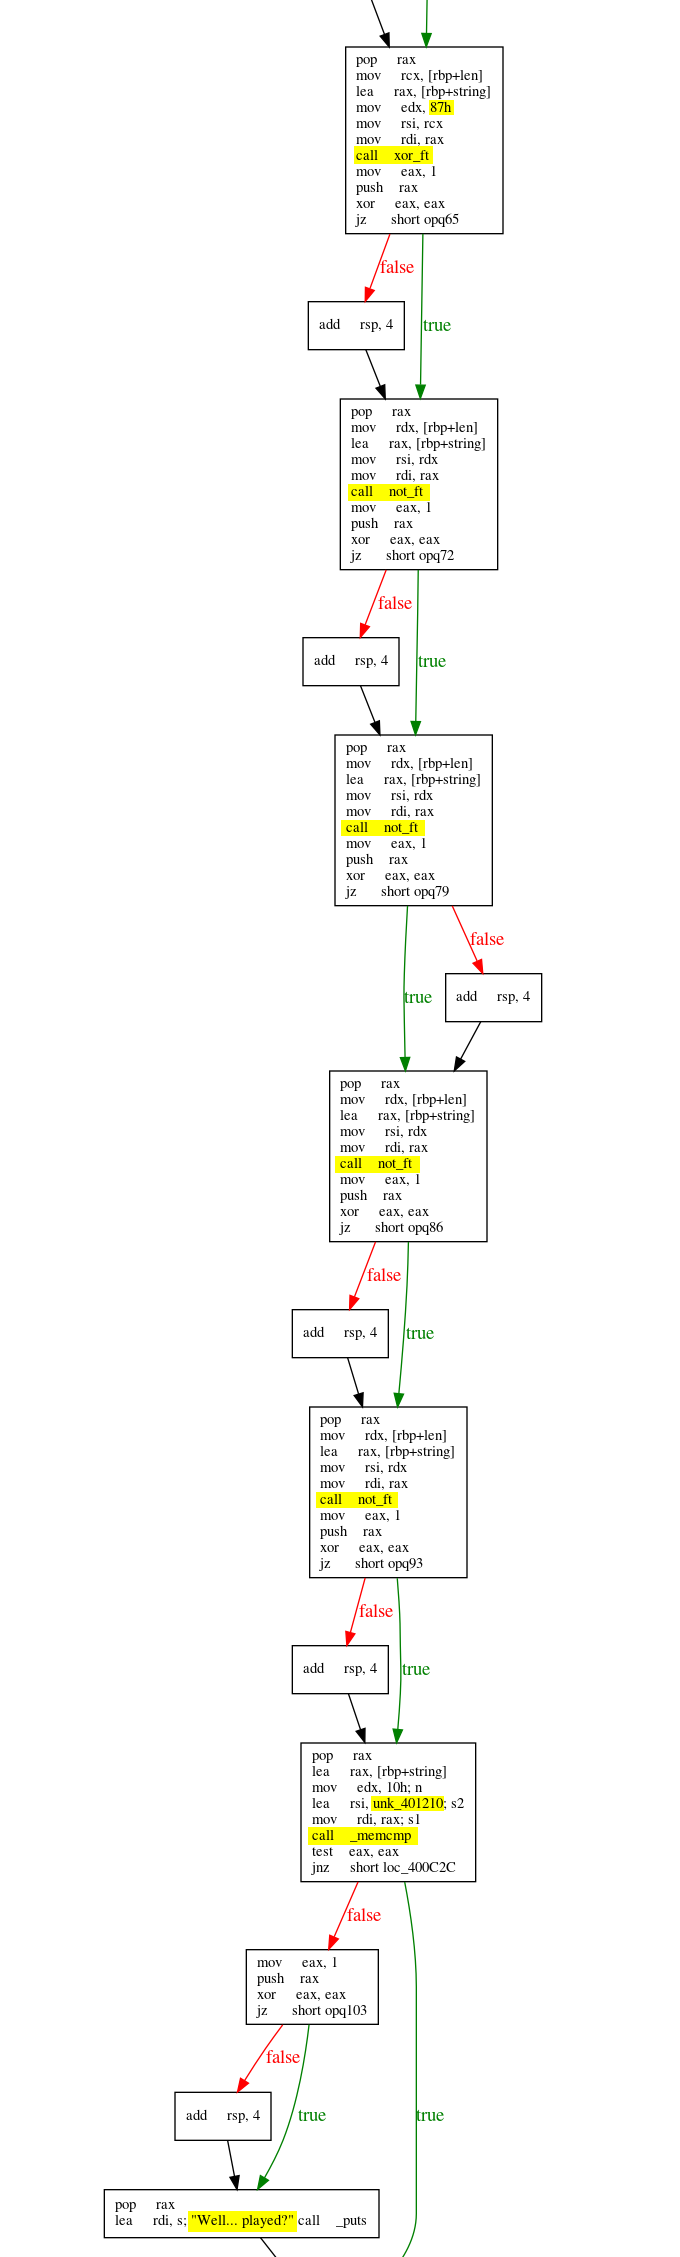 pop rax
mov rcx, [rbp+len]
lea rax, [rbp+string]
mov edx, 87h
mov rsi, rcx
mov rdi, rax
call xor_ft
mov eax, 1
push rax
xor eax, eax
jz short opq65
false
add rsp, 4
true
pop rax
mov rdx, [rbp+len]
lea rax, [rbp+string]
mov rsi, rdx
mov rdi, rax
call not_ft
mov eax, 1
push rax
xor eax, eax
jz short opq72
false
add rsp, 4
true
pop rax
mov rdx, [rbp+len]
lea rax, [rbp+string]
mov rsi, rdx
mov rdi, rax
call not_ft
mov eax, 1
push rax
xor eax, eax
jz short opq79
false
true
add rsp, 4
pop rax
mov rdx, [rbp+len]
lea rax, [rbp+string]
mov rsi, rdx
mov rdi, rax
call not_ft
mov eax, 1
push rax
xor eax, eax
jz short opq86
false
add rsp, 4
true
pop rax
mov rdx, [rbp+len]
lea rax, [rbp+string]
mov rsi, rdx
mov rdi, rax
call not_ft
mov eax, 1
push rax
xor eax, eax
jz short opq93
false
add rsp, 4
true
pop rax
lea rax, [rbp+string]
mov edx, 10h; n
lea rsi, unk_401210; s2
mov rdi, rax; s1
call _memcmp
test eax, eax
jnz short loc_400C2C
false
mov eax, 1
push rax
xor eax, eax
jz short opq103
false
add rsp, 4
true
true
pop rax
lea rdi, s; "Well... played?" call _puts